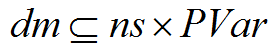 dm ⊆ ns × PVar